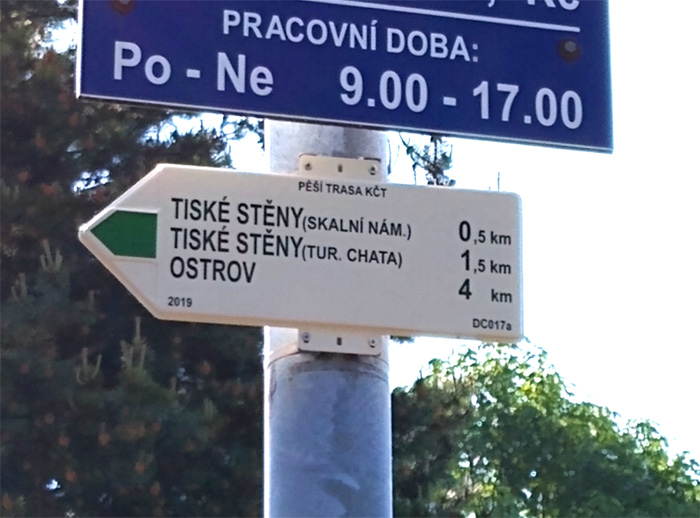 PRACOVNÍ DOBA:
Po - Ne 9.00 - 17.00
PĚŠÍ TRASA KČT
TISKÉ STĚNY(SKALNÍ NÁM.) 0,5 km
TISKÉ STĚNY(TUR. CHATA) 1,5 km
OSTROV 4 km
2019 DC017a